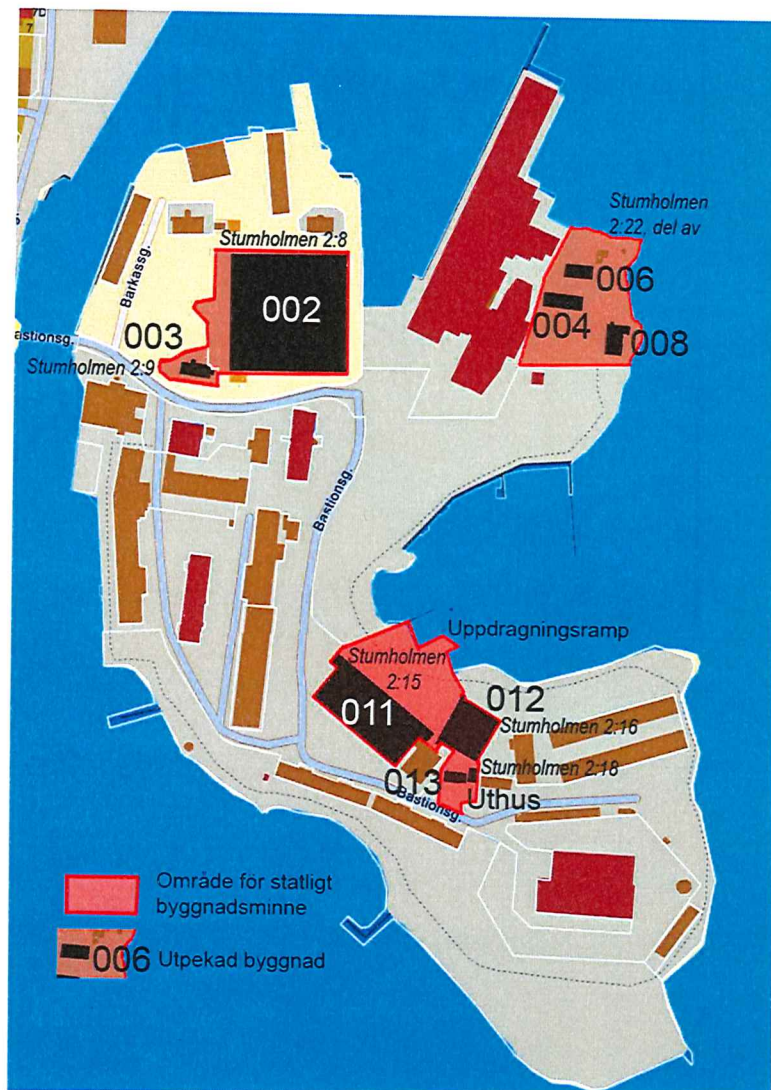 7D
7
Stumholmen
2:22, del av
Stumholmen 2:8
Barkassg.
006
002
004
003
008
astionsg.
Stumholmen 2:9
Bastionsg.
Uppdragningsramp
Stumholmen
2:15
012
011
Stumholmen 2:16
013
Stumholmen 2:18
Uthus
Bastionsg.
Område för statligt
byggnadsminne
006 Utpekad byggnad